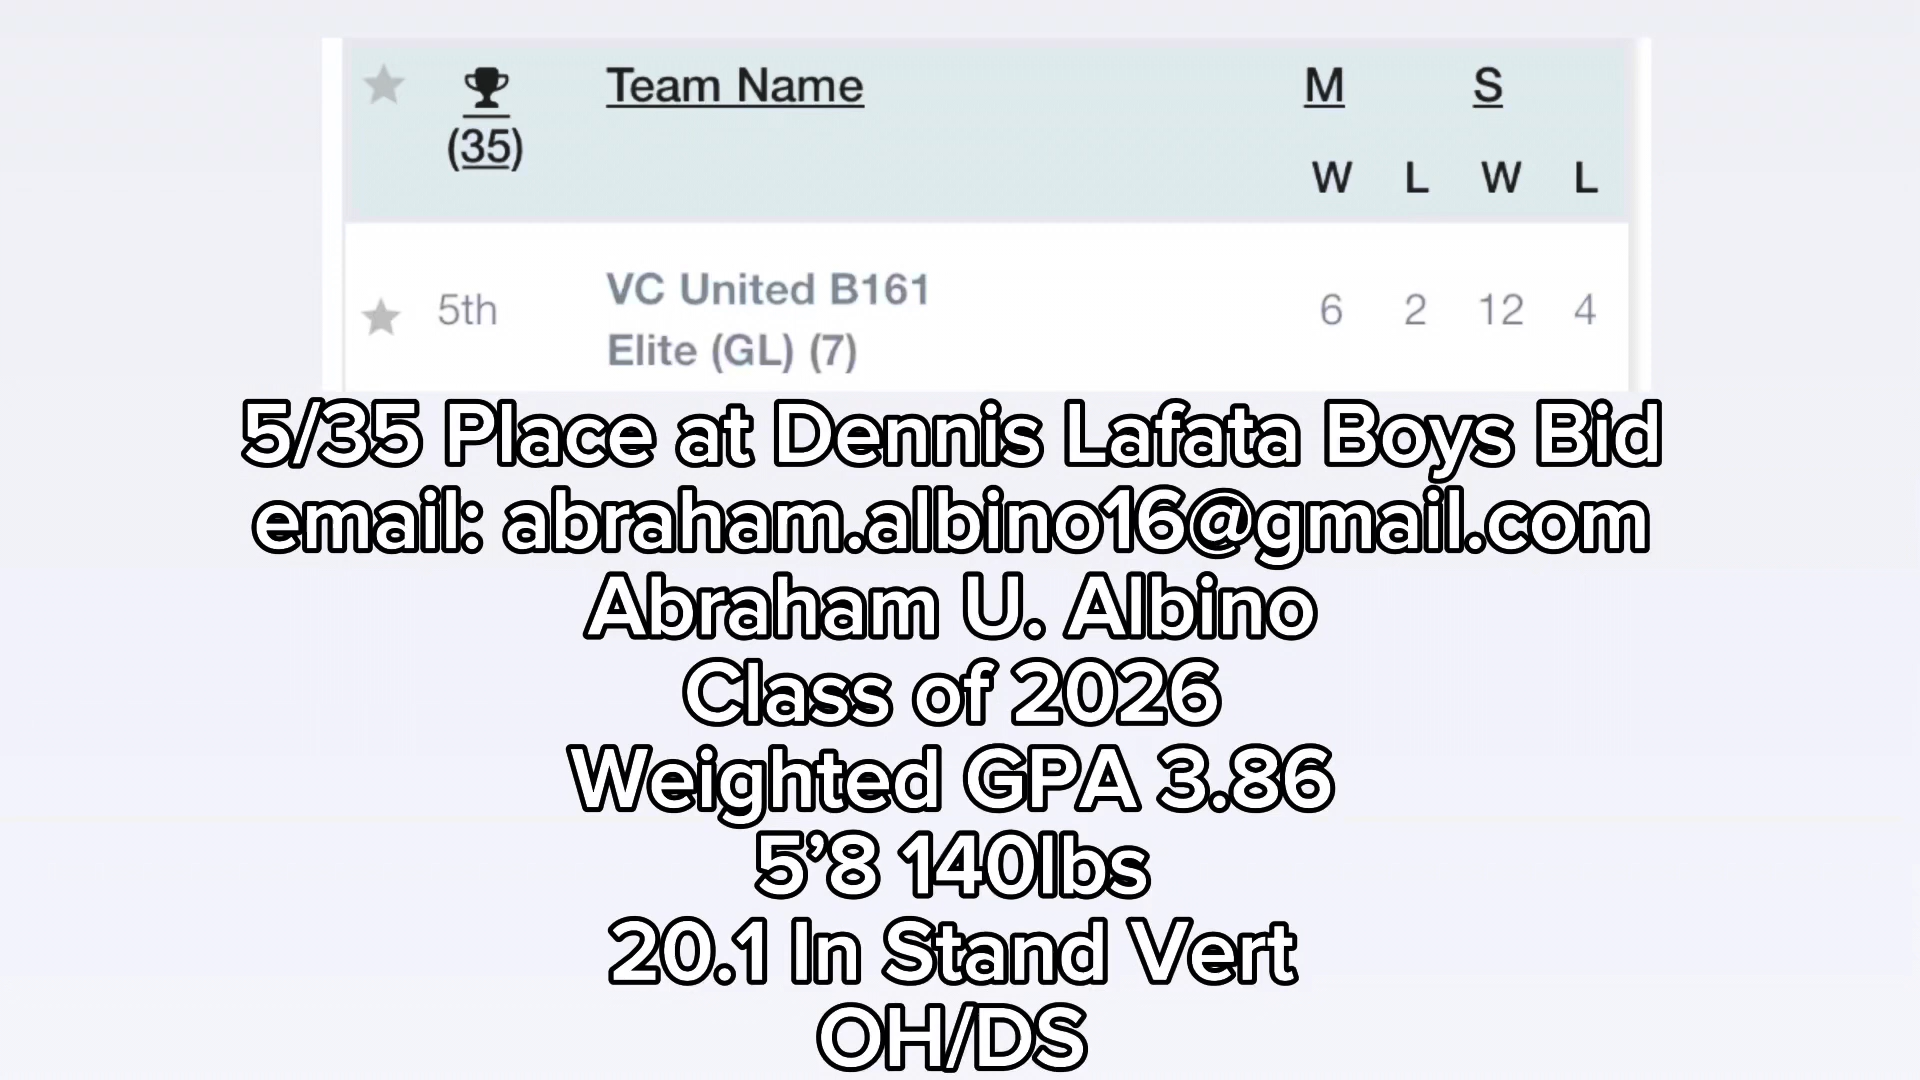 Team Name M S
(35) W L W L
5th VC United B161 6 2 12 4
Elite (GL) (7)
5/35 Place at Dennis Lafata Boys Bid
email: abraham.albino16@gmail.com
Abraham U. Albino
Class of 2026
Weighted GPA 3.86
5’8 140lbs
20.1 In Stand Vert
OH/DS